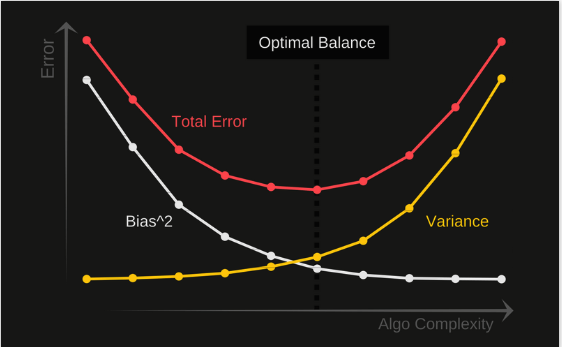 Error
Optimal Balance
Total Error
Bias^2
Variance
Algo Complexity